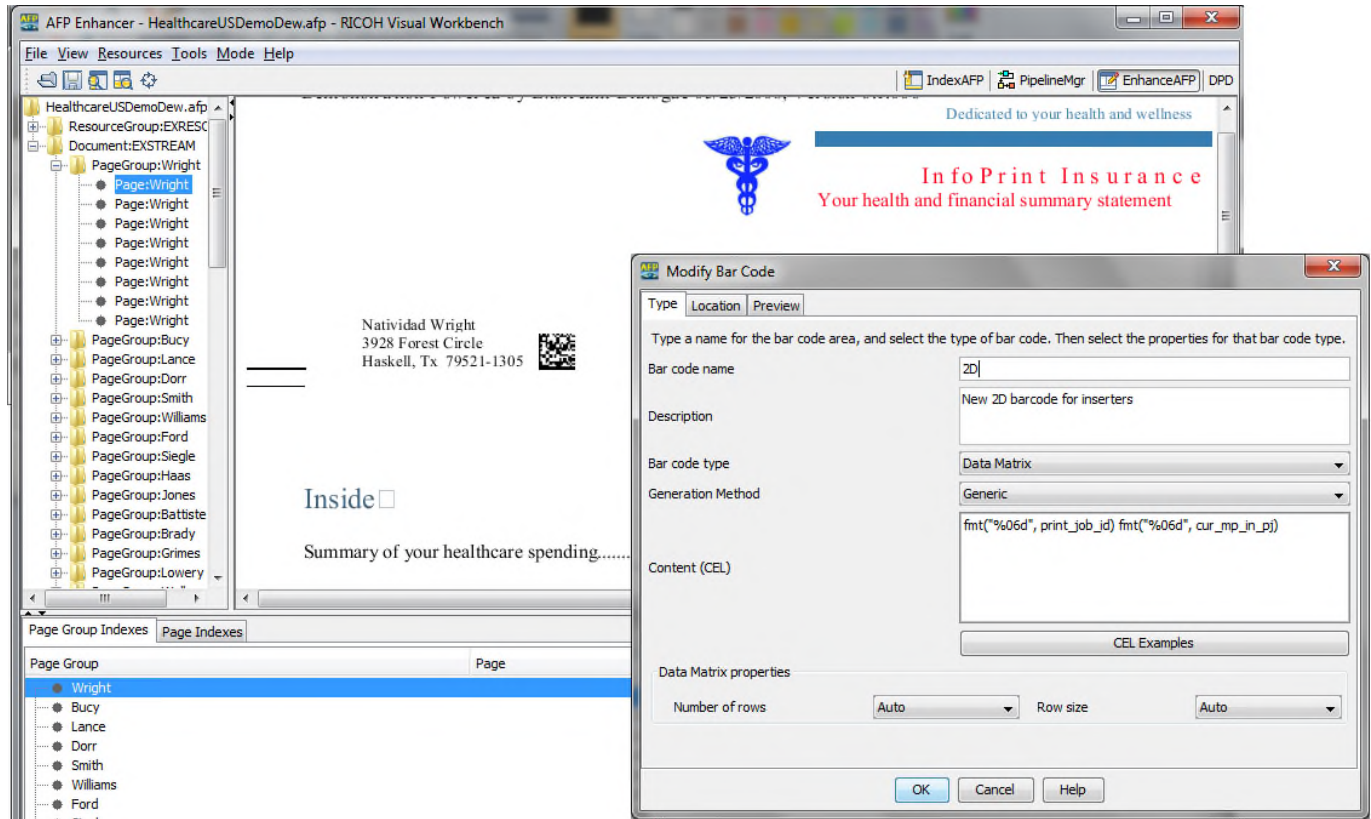 AFP Enhancer - HealthcareUSDemoDew.afp - RICOH Visual Workbench
File View Resources Tools Mode Help
IndexAFP PipelineMgr EnhanceAFP DPD
HealthcareUSDemoDew.afp
ResourceGroup:EXRESC
Document:EXSTREAM
PageGroup:Wright
Page:Wright
Page:Wright
Page:Wright
Page:Wright
Page:Wright
Page:Wright
Page:Wright
Page:Wright
PageGroup:Bucy
PageGroup:Lance
PageGroup:Dorr
PageGroup:Smith
PageGroup:Williams
PageGroup:Ford
PageGroup:Siegle
PageGroup:Haas
PageGroup:Jones
PageGroup:Battiste
PageGroup:Brady
PageGroup:Grimes
PageGroup:Lowery
Dedicated to your health and wellness
InfoPrint Insurance
Your health and financial summary statement
Natividad Wright
3928 Forest Circle
Haskell, Tx 79521-1305
Inside
Summary of your healthcare spending.......
Page Group Indexes Page Indexes
Page Group Page
Wright
Bucy
Lance
Dorr
Smith
Williams
Ford
Modify Bar Code
Type Location Preview
Type a name for the bar code area, and select the type of bar code. Then select the properties for that bar code type.
Bar code name 2D
Description New 2D barcode for inserters
Bar code type Data Matrix
Generation Method Generic
Content (CEL) fmt("%06d", print_job_id) fmt("%06d", cur_mp_in_pj)
CEL Examples
Data Matrix properties
Number of rows Auto Row size Auto
OK Cancel Help